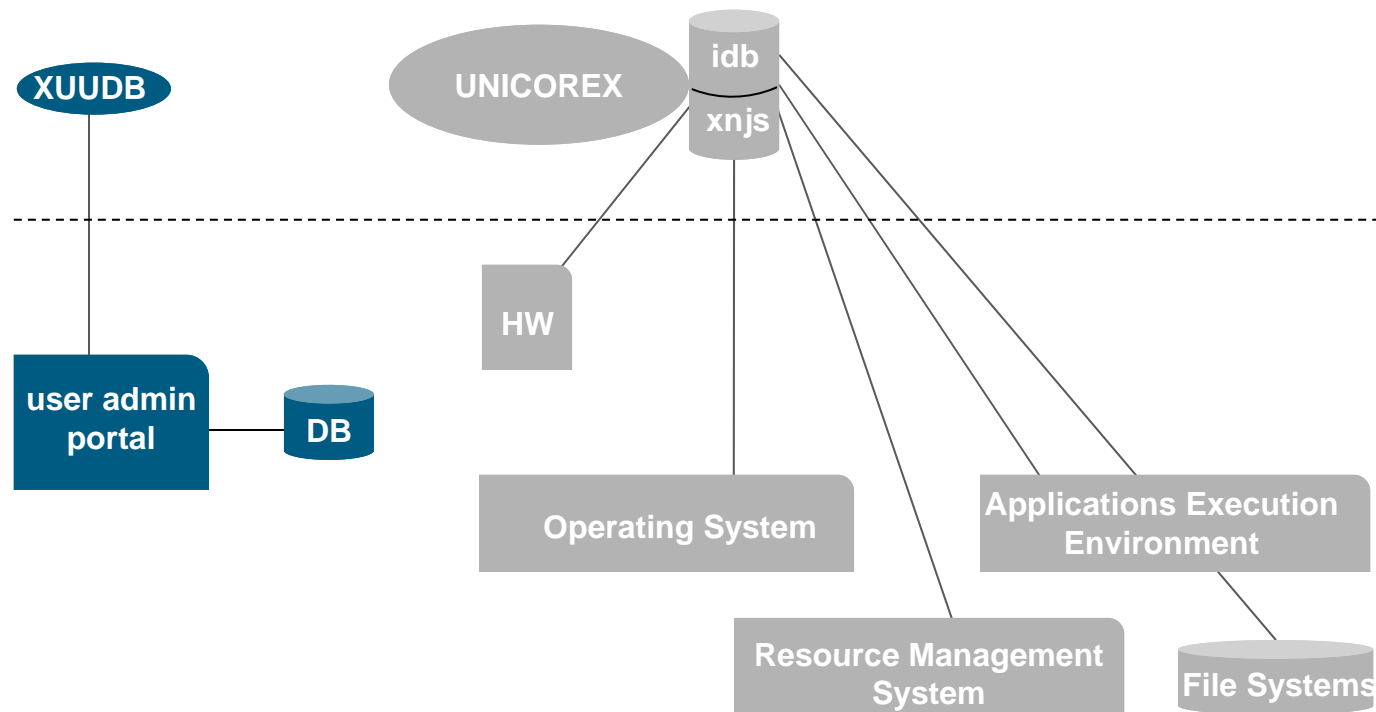 XUUDB
UNICOREX
idb
xnjs
HW
user admin
portal
DB
Operating System
Applications Execution
Environment
Resource Management
System
File Systems